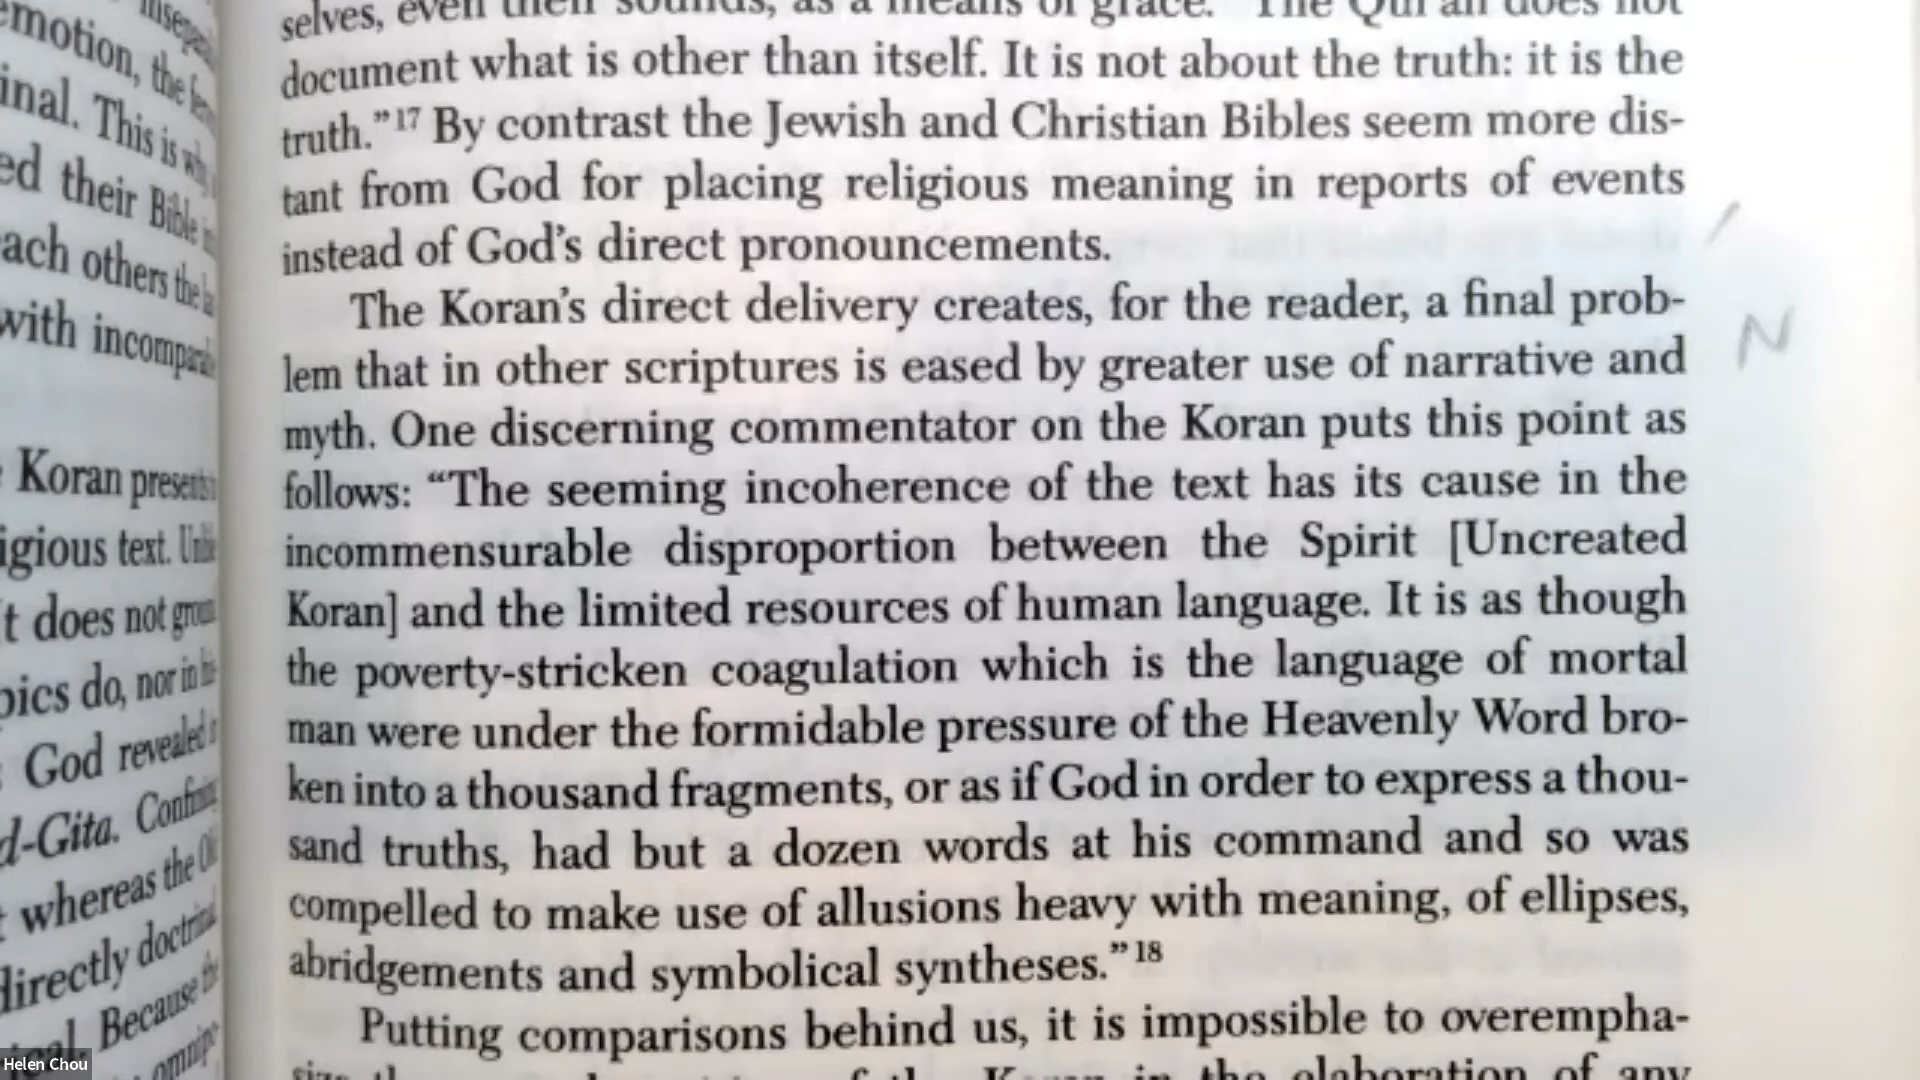 emotion, the
inal. This is
ed their Bible
ach others the
with incomparable
Koran presents
igious text.
t does not
pics do, nor in
God revealed
d-Gita.
whereas the
directly doctrinal
Because the
selves, even their sounds, as a means of grace. "The Qur'an does not
document what is other than itself. It is not about the truth: it is the
truth."17 By contrast the Jewish and Christian Bibles seem more dis-
tant from God for placing religious meaning in reports of events
instead of God's direct pronouncements.
The Koran's direct delivery creates, for the reader, a final prob-
lem that in other scriptures is eased by greater use of narrative and
myth. One discerning commentator on the Koran puts this point as
follows: "The seeming incoherence of the text has its cause in the
incommensurable disproportion between the Spirit [Uncreated
Koran] and the limited resources of human language. It is as though
the poverty-stricken coagulation which is the language of mortal
man were under the formidable pressure of the Heavenly Word bro-
ken into a thousand fragments, or as if God in order to express a thou-
sand truths, had but a dozen words at his command and so was
compelled to make use of allusions heavy with meaning, of ellipses,
abridgements and symbolical syntheses."18
Putting comparisons behind us, it is impossible to overempha-
Koran in the elaboration of any
N
Helen Chou